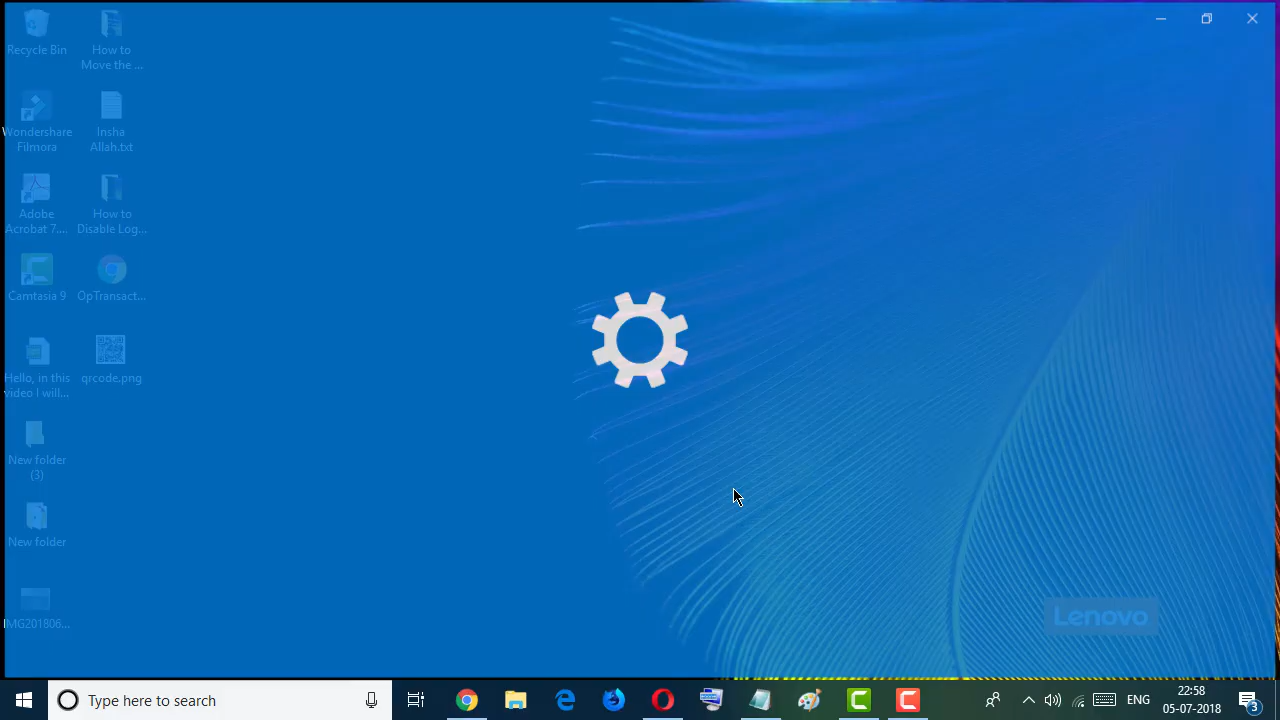 Recycle Bin
How to
Move the ...
Wondershare
Filmora
Insha
Allah.txt
Adobe
Acrobat 7....
How to
Disable Log...
Camtasia 9
OpTransact...
Hello, in this
video I will...
qrcode.png
New folder
(3)
New folder
IMG201806...
Lenovo
Type here to search
ENG
22:58
05-07-2018
3